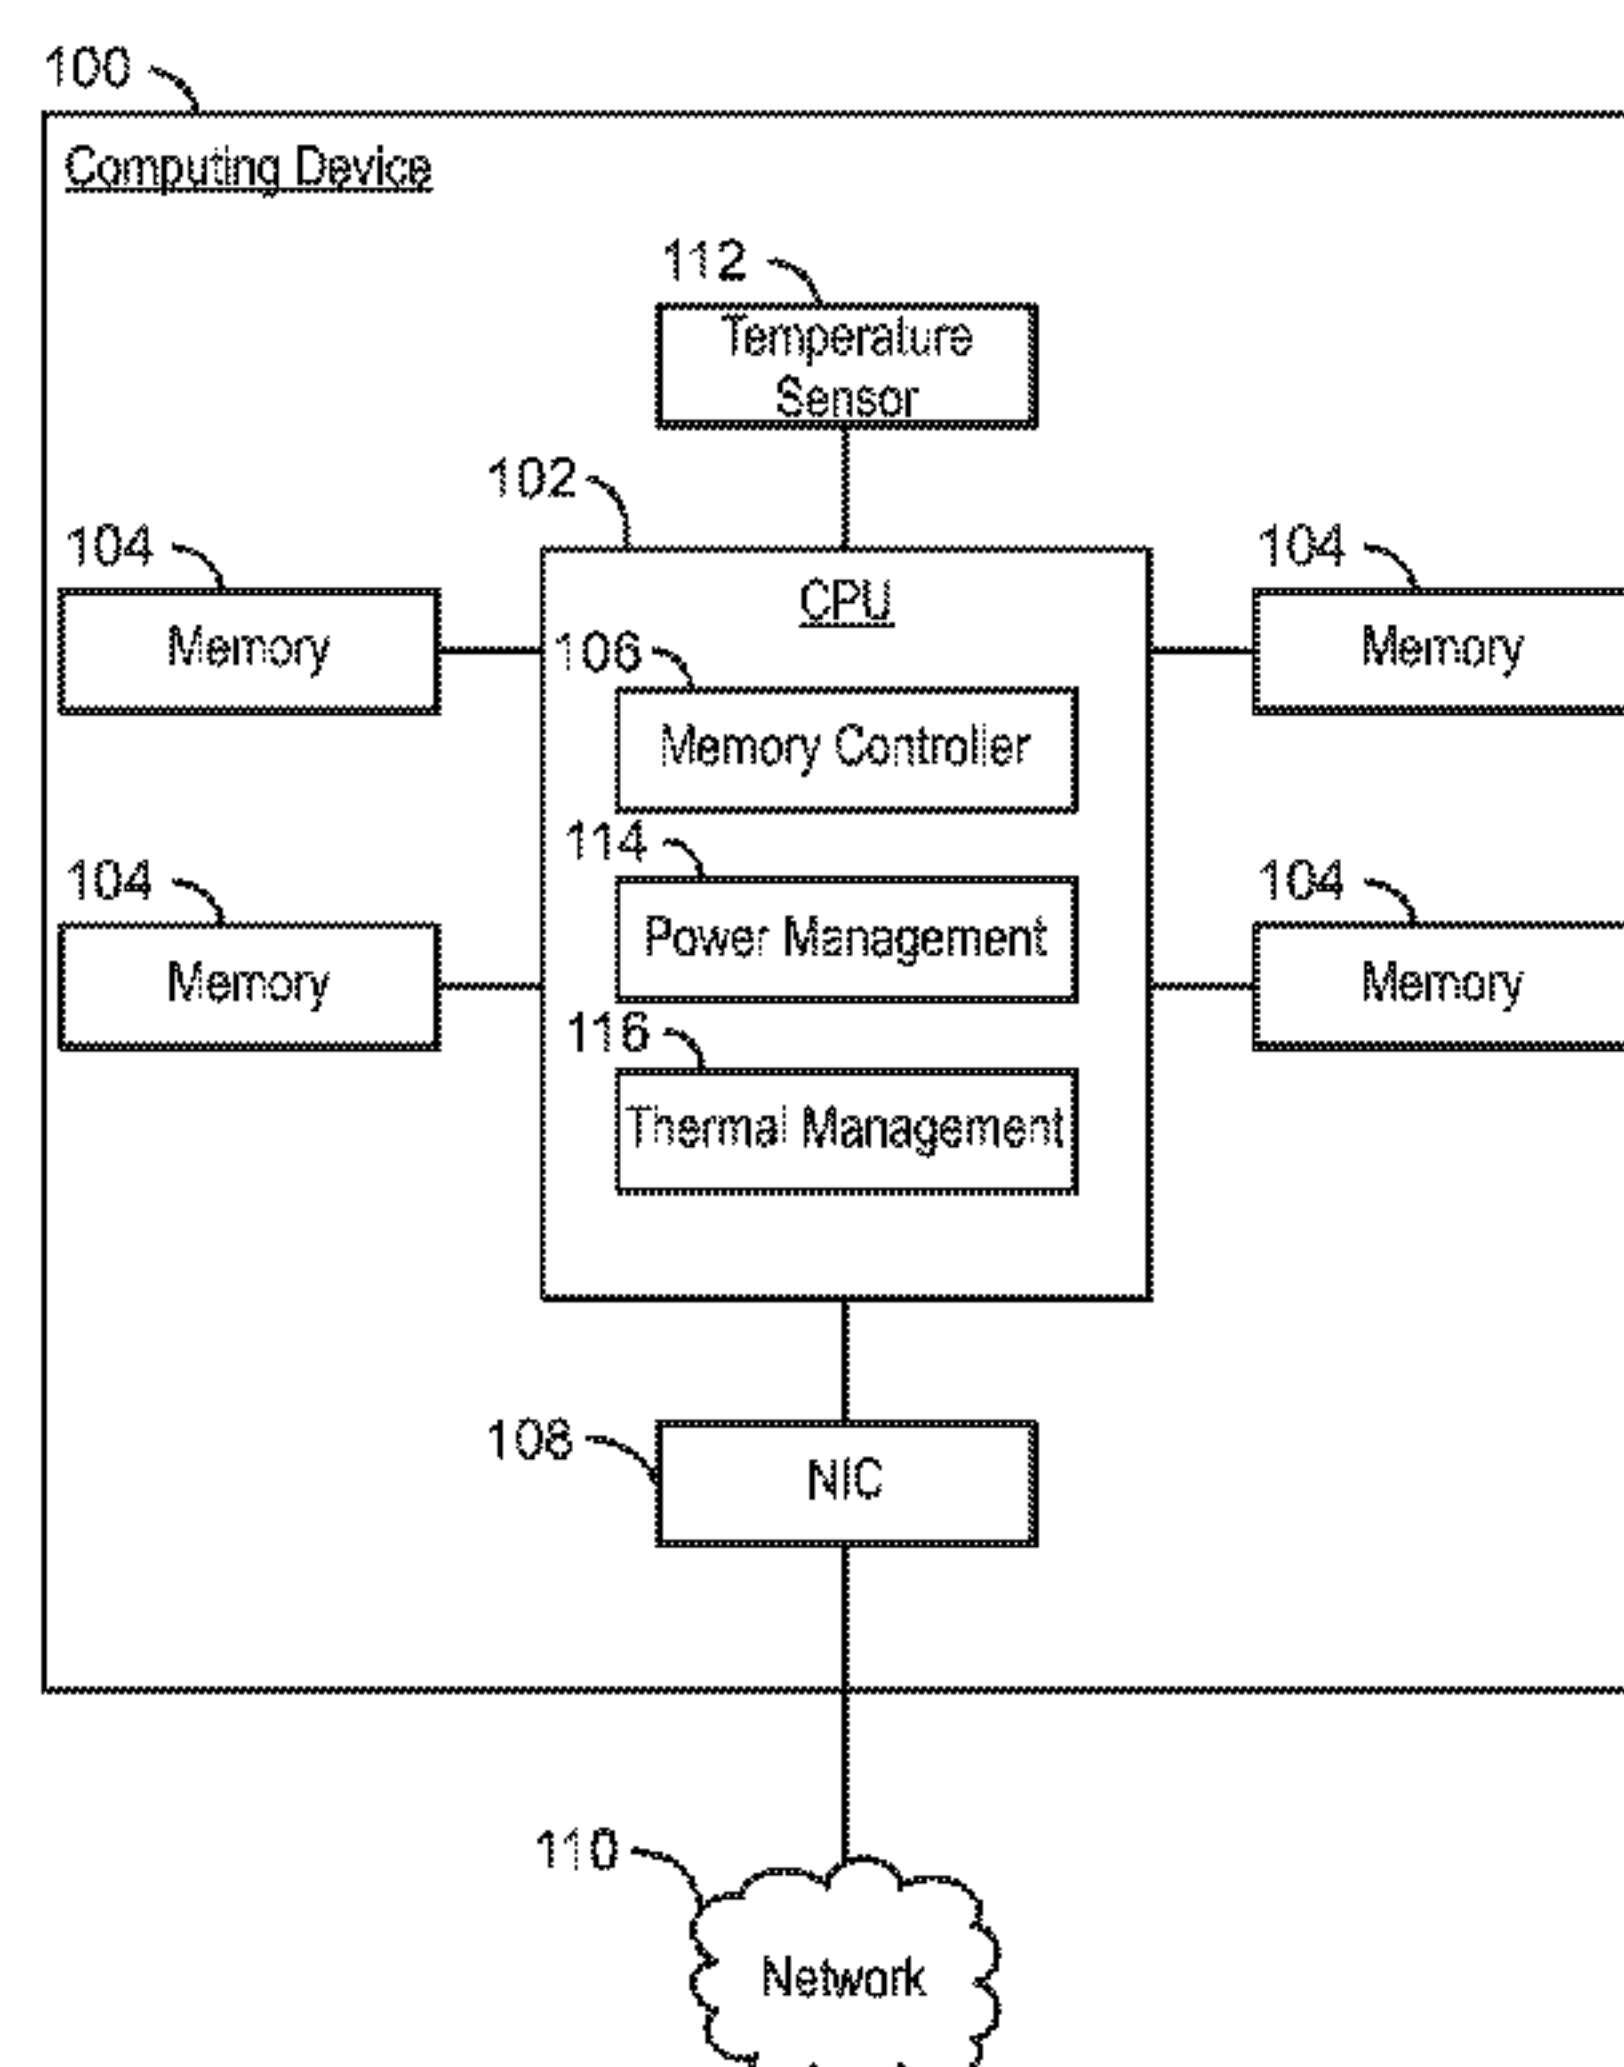 100
Computing Device
112
Temperature
Sensor
102
104
104
CPU
Memory
106
Memory
Memory Controller
114
104
104
Power Management
Memory
Memory
116
Thermal Management
108
NIC
110
Network